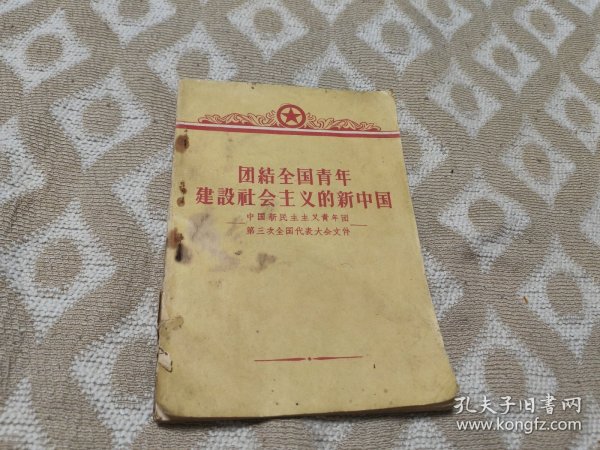 团結全国青年
建設社会主义的新中国
中国新民主主义青年团
第三次全国代表大会文件
孔夫子旧書网
www.kongfz.com